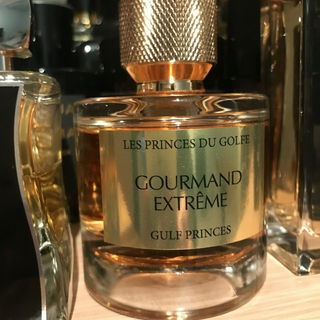 LES PRINCES DU GOLFE
GOURMAND
EXTRÊME
GULF PRINCES